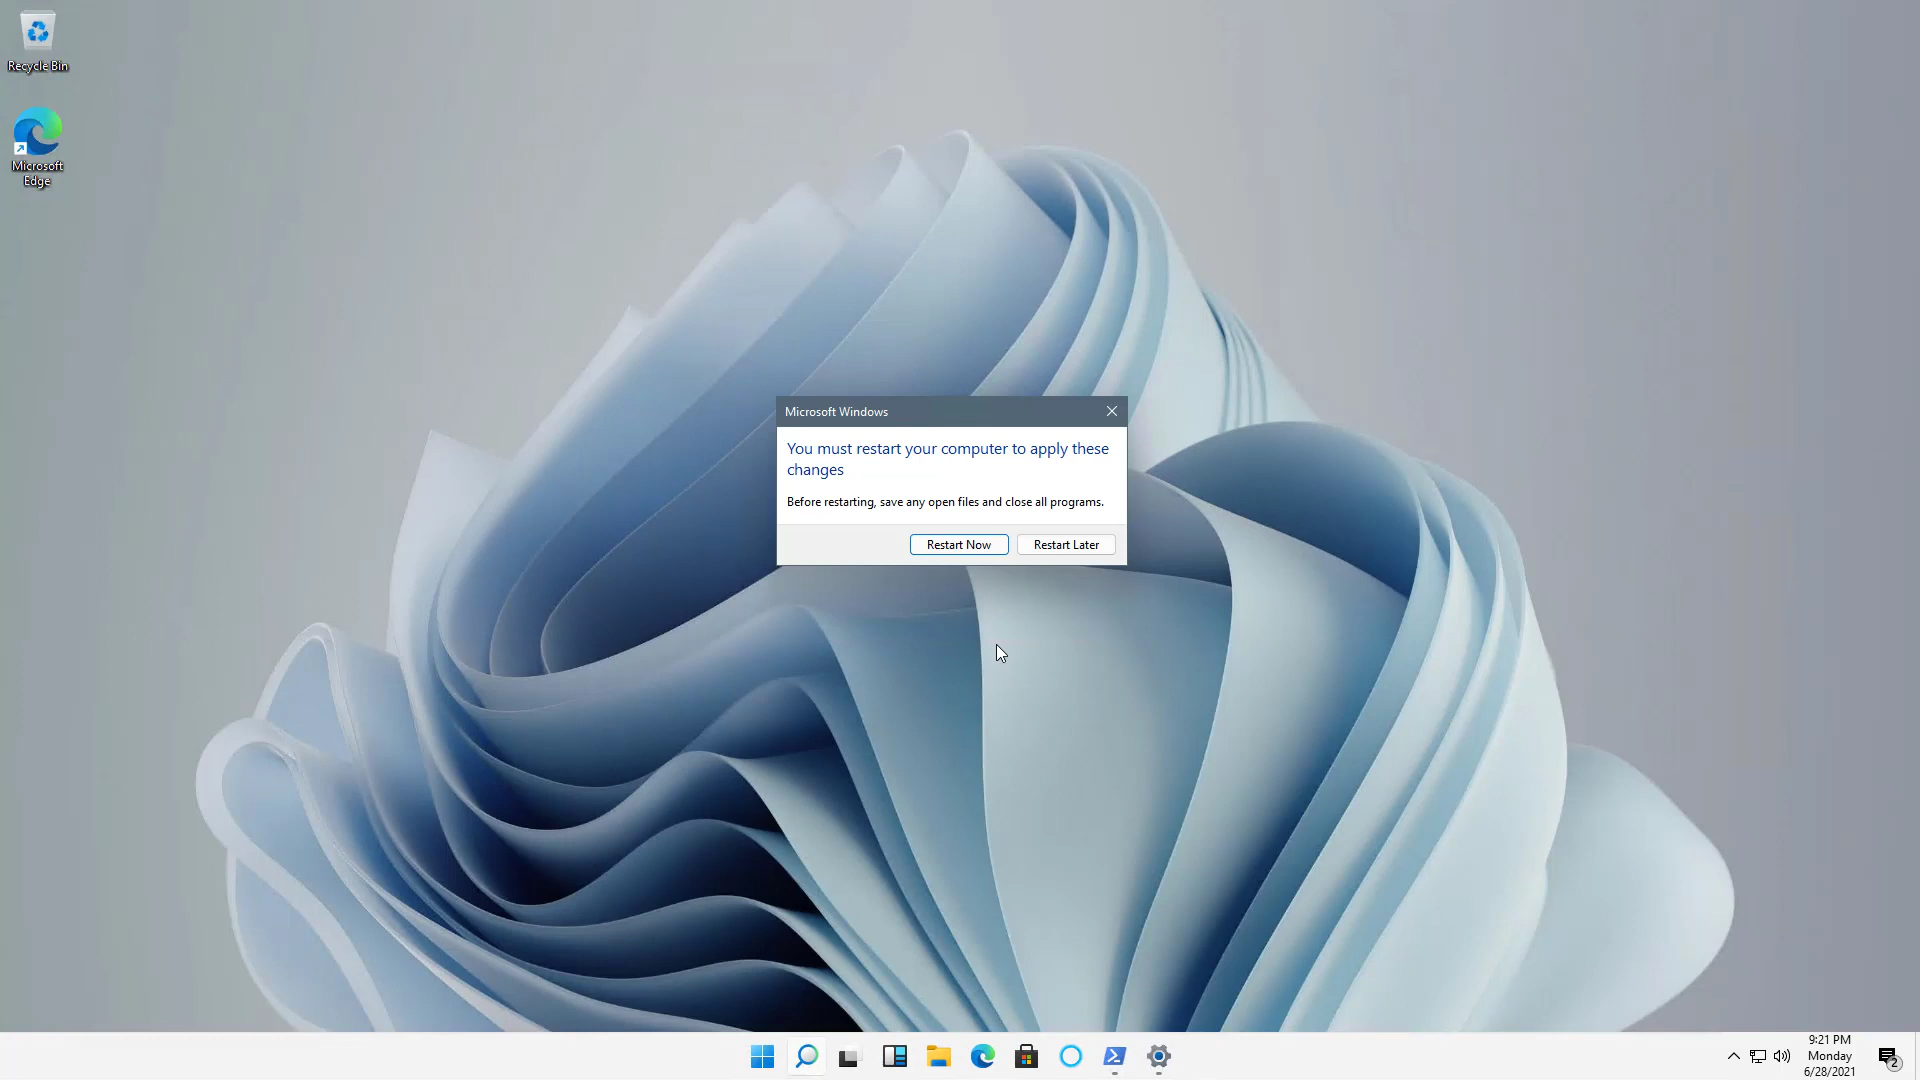 Recycle Bin
Microsoft
Edge
Microsoft Windows
You must restart your computer to apply these
changes
Before restarting, save any open files and close all programs.
Restart Now
Restart Later
9:21 PM
Monday
6/28/2021
2